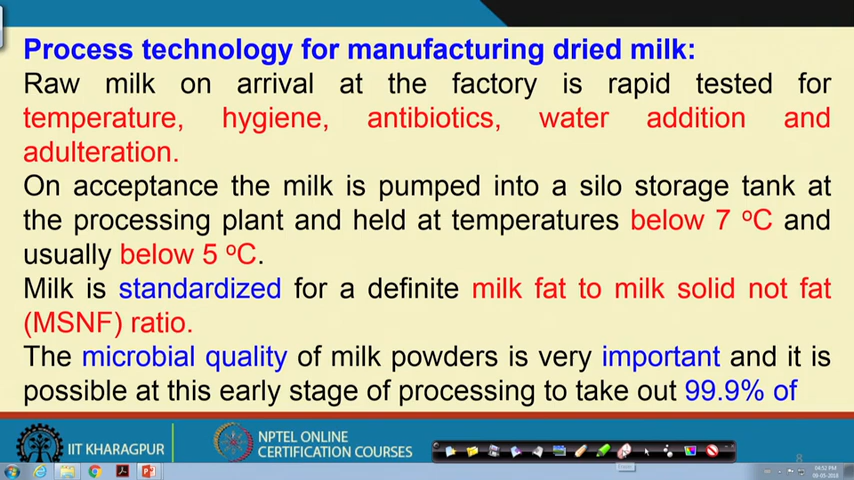 Process technology for manufacturing dried milk:
Raw milk on arrival at the factory is rapid tested for
temperature, hygiene, antibiotics, water addition and
adulteration.
On acceptance the milk is pumped into a silo storage tank at
the processing plant and held at temperatures below 7 ºC and
usually below 5 ºC.
Milk is standardized for a definite milk fat to milk solid not fat
(MSNF) ratio.
The microbial quality of milk powders is very important and it is
possible at this early stage of processing to take out 99.9% of
IIT KHARAGPUR
NPTEL ONLINE
CERTIFICATION COURSES
8